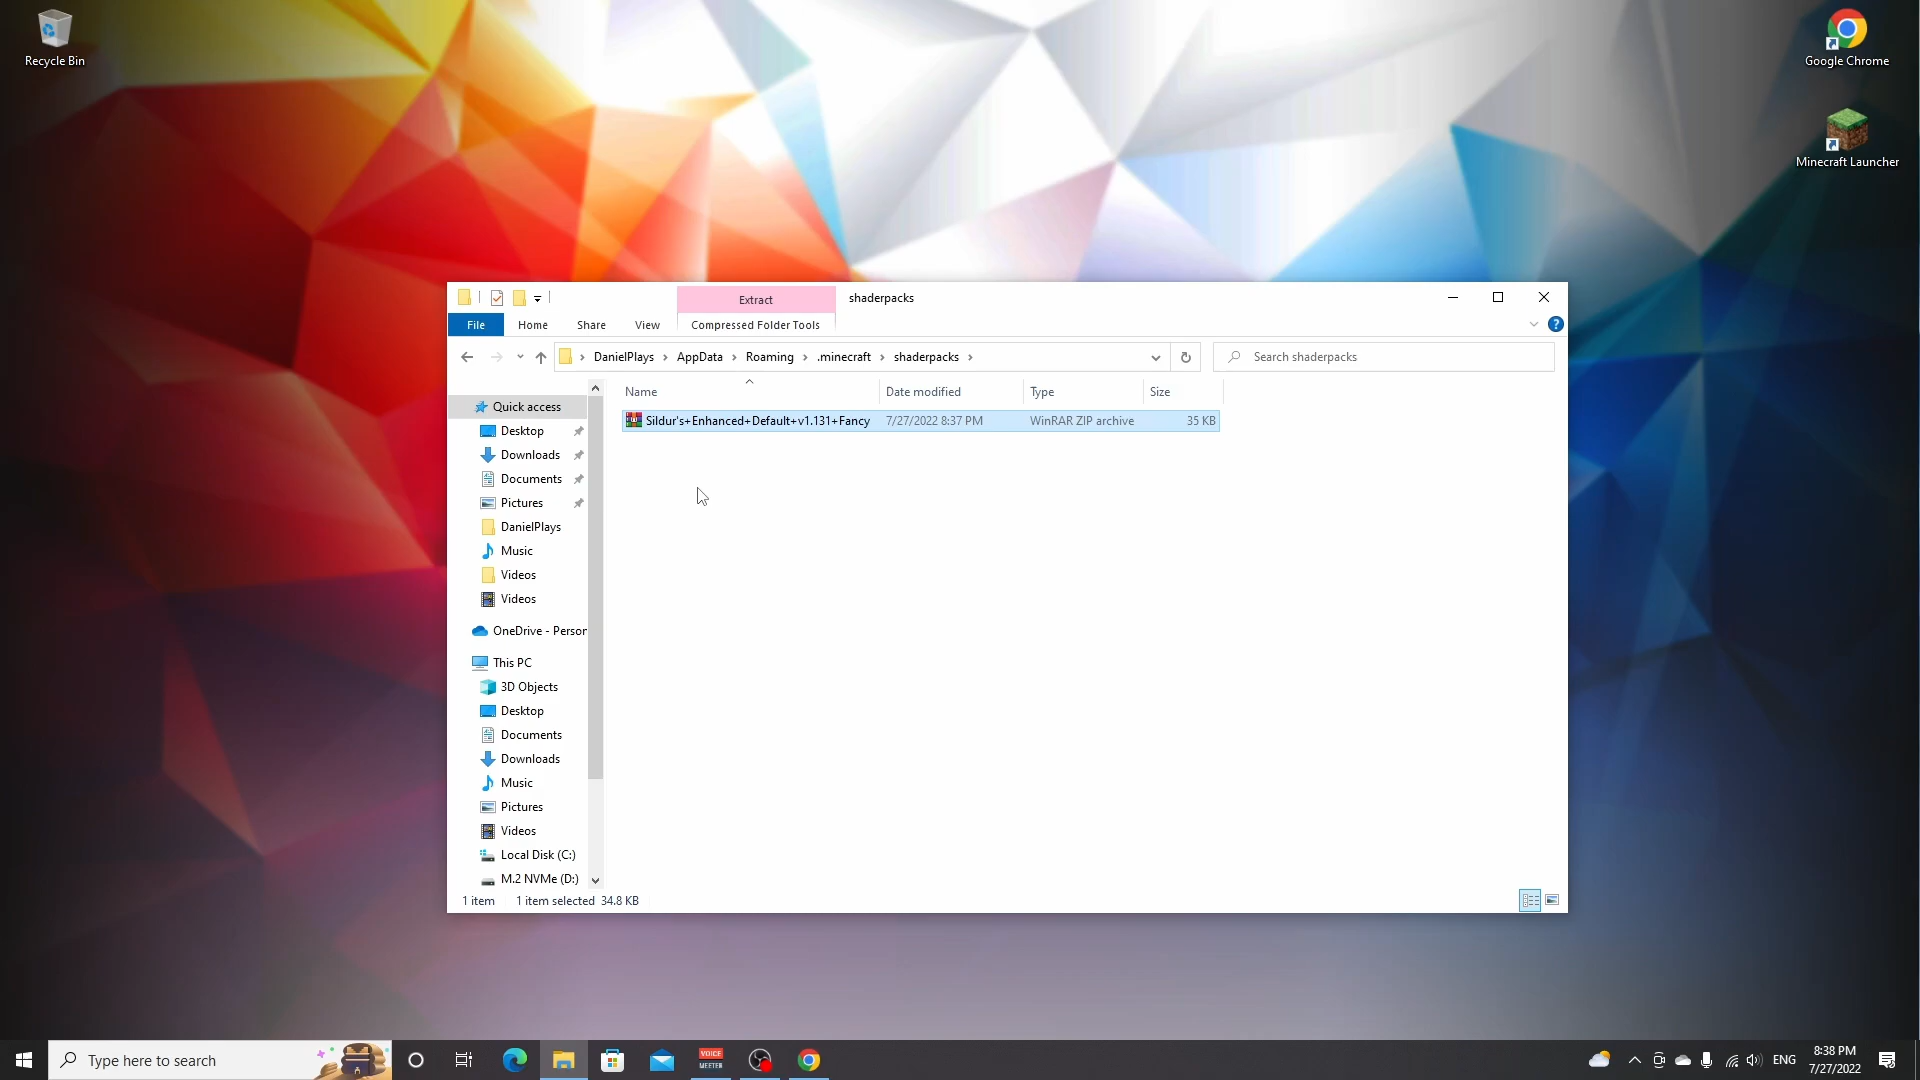 Recycle Bin
Google Chrome
Minecraft Launcher
Extract
shaderpacks
File
Home
Share
View
Compressed Folder Tools
DanielPlays
AppData
Roaming
.minecraft
shaderpacks
Search shaderpacks
Name
Date modified
Type
Size
Sildur's+Enhanced+Default+v1.131+Fancy
7/27/2022 8:37 PM
WinRAR ZIP archive
35 KB
Quick access
Desktop
Downloads
Documents
Pictures
DanielPlays
Music
Videos
Videos
OneDrive - Person
This PC
3D Objects
Desktop
Documents
Downloads
Music
Pictures
Videos
Local Disk (C:)
M.2 NVMe (D:)
1 item
1 item selected 34.8 KB
Type here to search
VOICE
MEETER
ENG
8:38 PM
7/27/2022